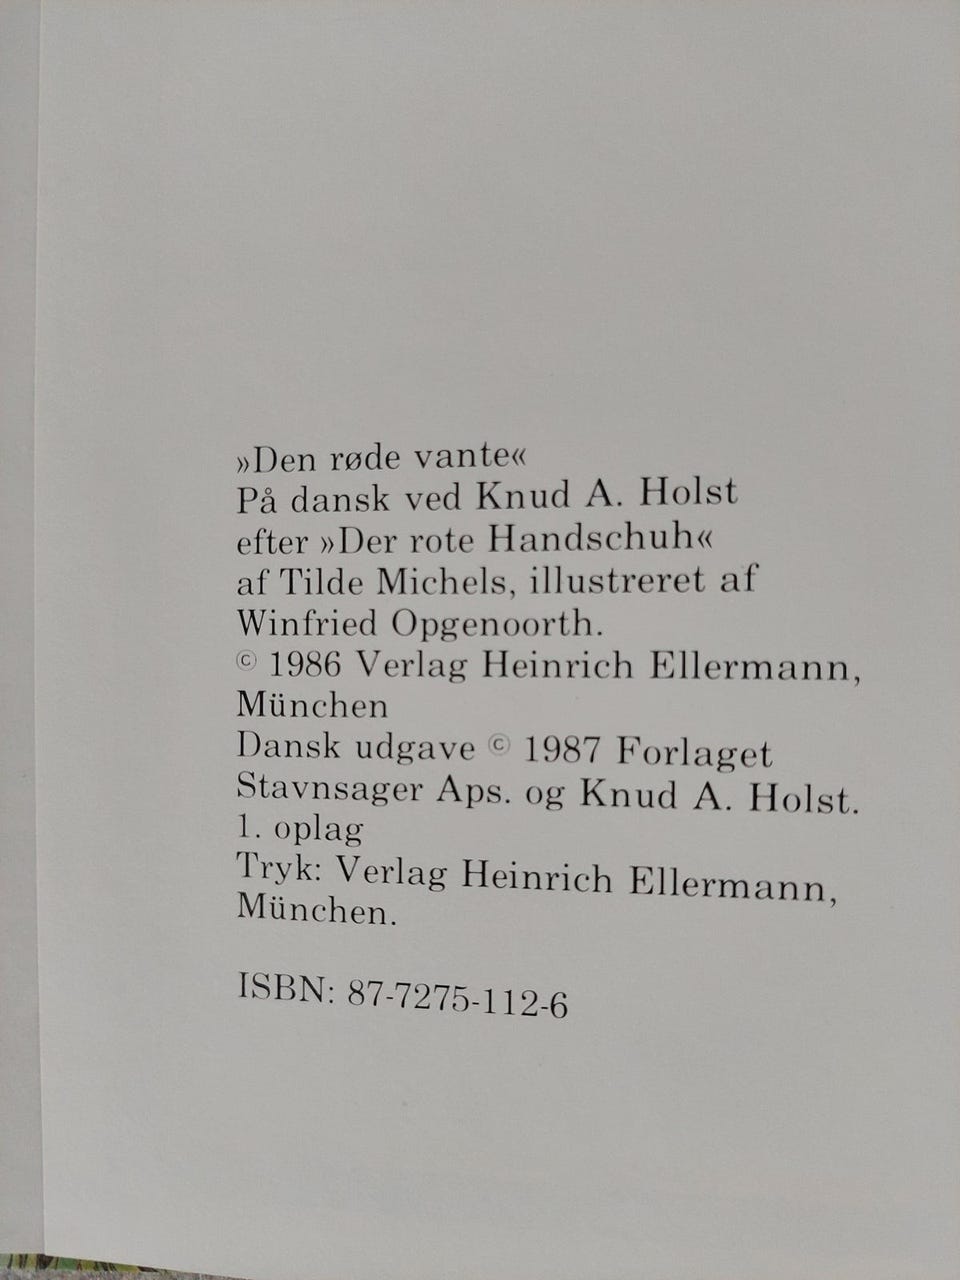 »Den røde vante«
På dansk ved Knud A. Holst
efter »Der rote Handschuh«
af Tilde Michels, illustreret af
Winfried Opgenoorth.
© 1986 Verlag Heinrich Ellermann,
München
Dansk udgave © 1987 Forlaget
Stavnsager Aps. og Knud A. Holst.
1. oplag
Tryk: Verlag Heinrich Ellermann,
München.
ISBN: 87-7275-112-6